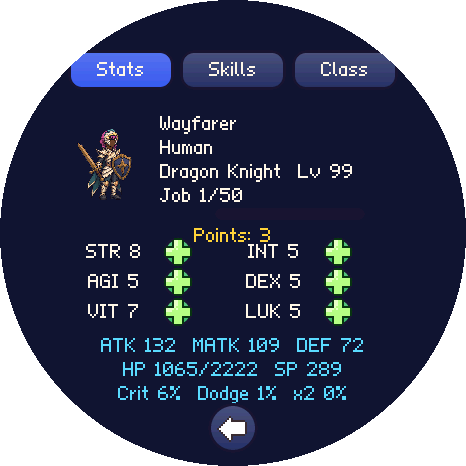 Stats Skills Class
Wayfarer
Human
Dragon Knight Lv 99
Job 1/50
Points: 3
STR 8 INT 5
AGI 5 DEX 5
VIT 7 LUK 5
ATK 132 MATK 109 DEF 72
HP 1065/2222 SP 289
Crit 6% Dodge 1% x2 0%